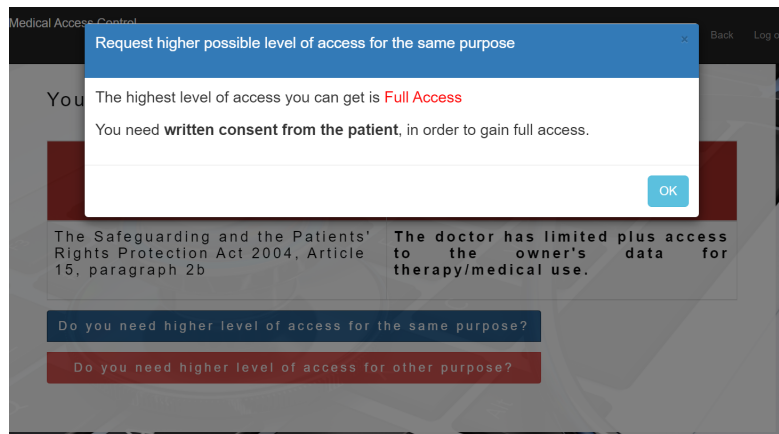 Medical Access Control
Back Log o
Request higher possible level of access for the same purpose ×
You
The highest level of access you can get is Full Access
You need written consent from the patient, in order to gain full access.
OK
The Safeguarding and the Patients'
Rights Protection Act 2004, Article
15, paragraph 2b
The doctor has limited plus access
to the owner's data for
therapy/medical use.
Do you need higher level of access for the same purpose?
Do you need higher level of access for other purpose?